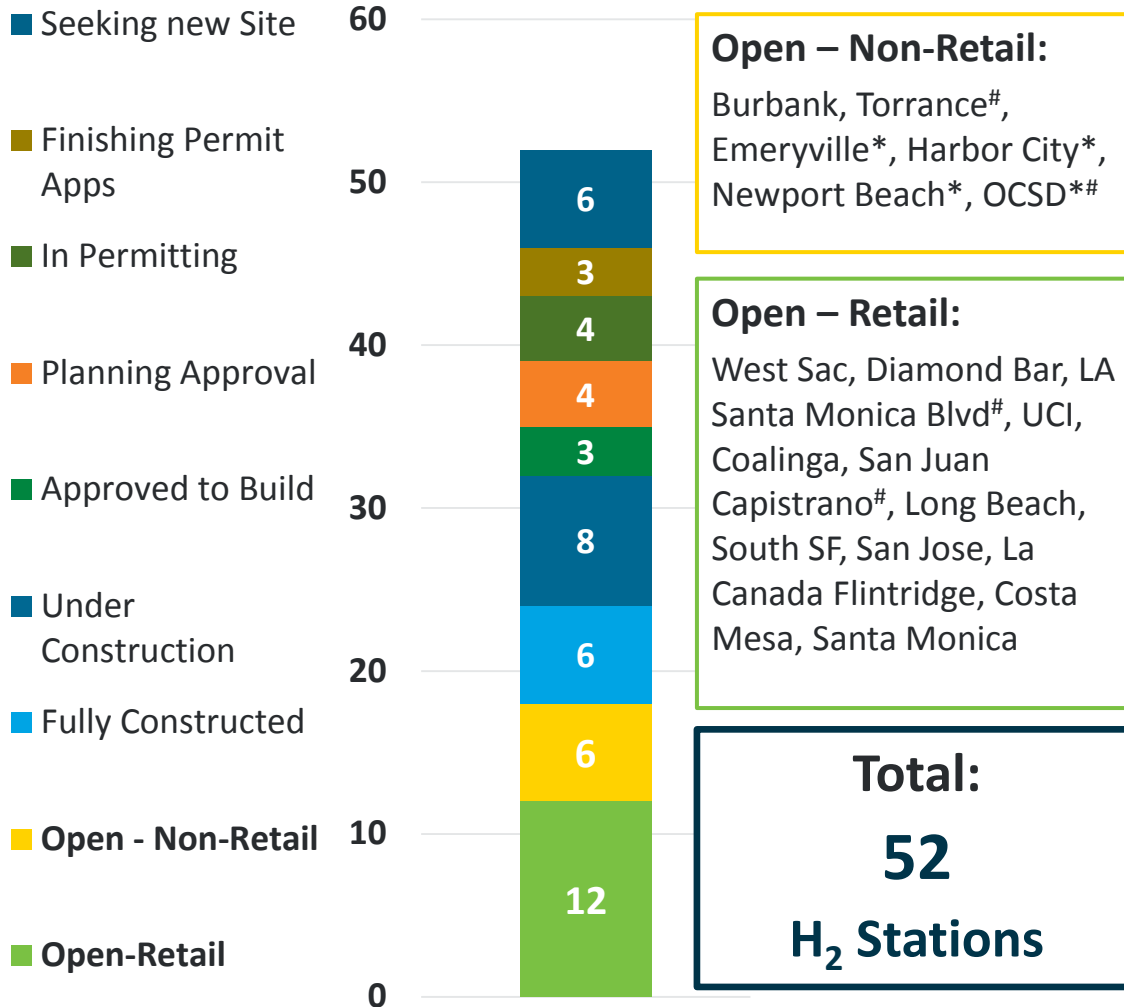 Seeking new Site
Finishing Permit
Apps
In Permitting
Planning Approval
Approved to Build
Under
Construction
Fully Constructed
Open - Non-Retail
Open-Retail
60
50
40
30
20
10
0
6
3
4
4
3
8
6
6
12
Open – Non-Retail:
Burbank, Torrance#,
Emeryville*, Harbor City*,
Newport Beach*, OCSD*#
Open – Retail:
West Sac, Diamond Bar, LA
Santa Monica Blvd#, UCI,
Coalinga, San Juan
Capistrano#, Long Beach,
South SF, San Jose, La
Canada Flintridge, Costa
Mesa, Santa Monica
Total:
52
H2 Stations